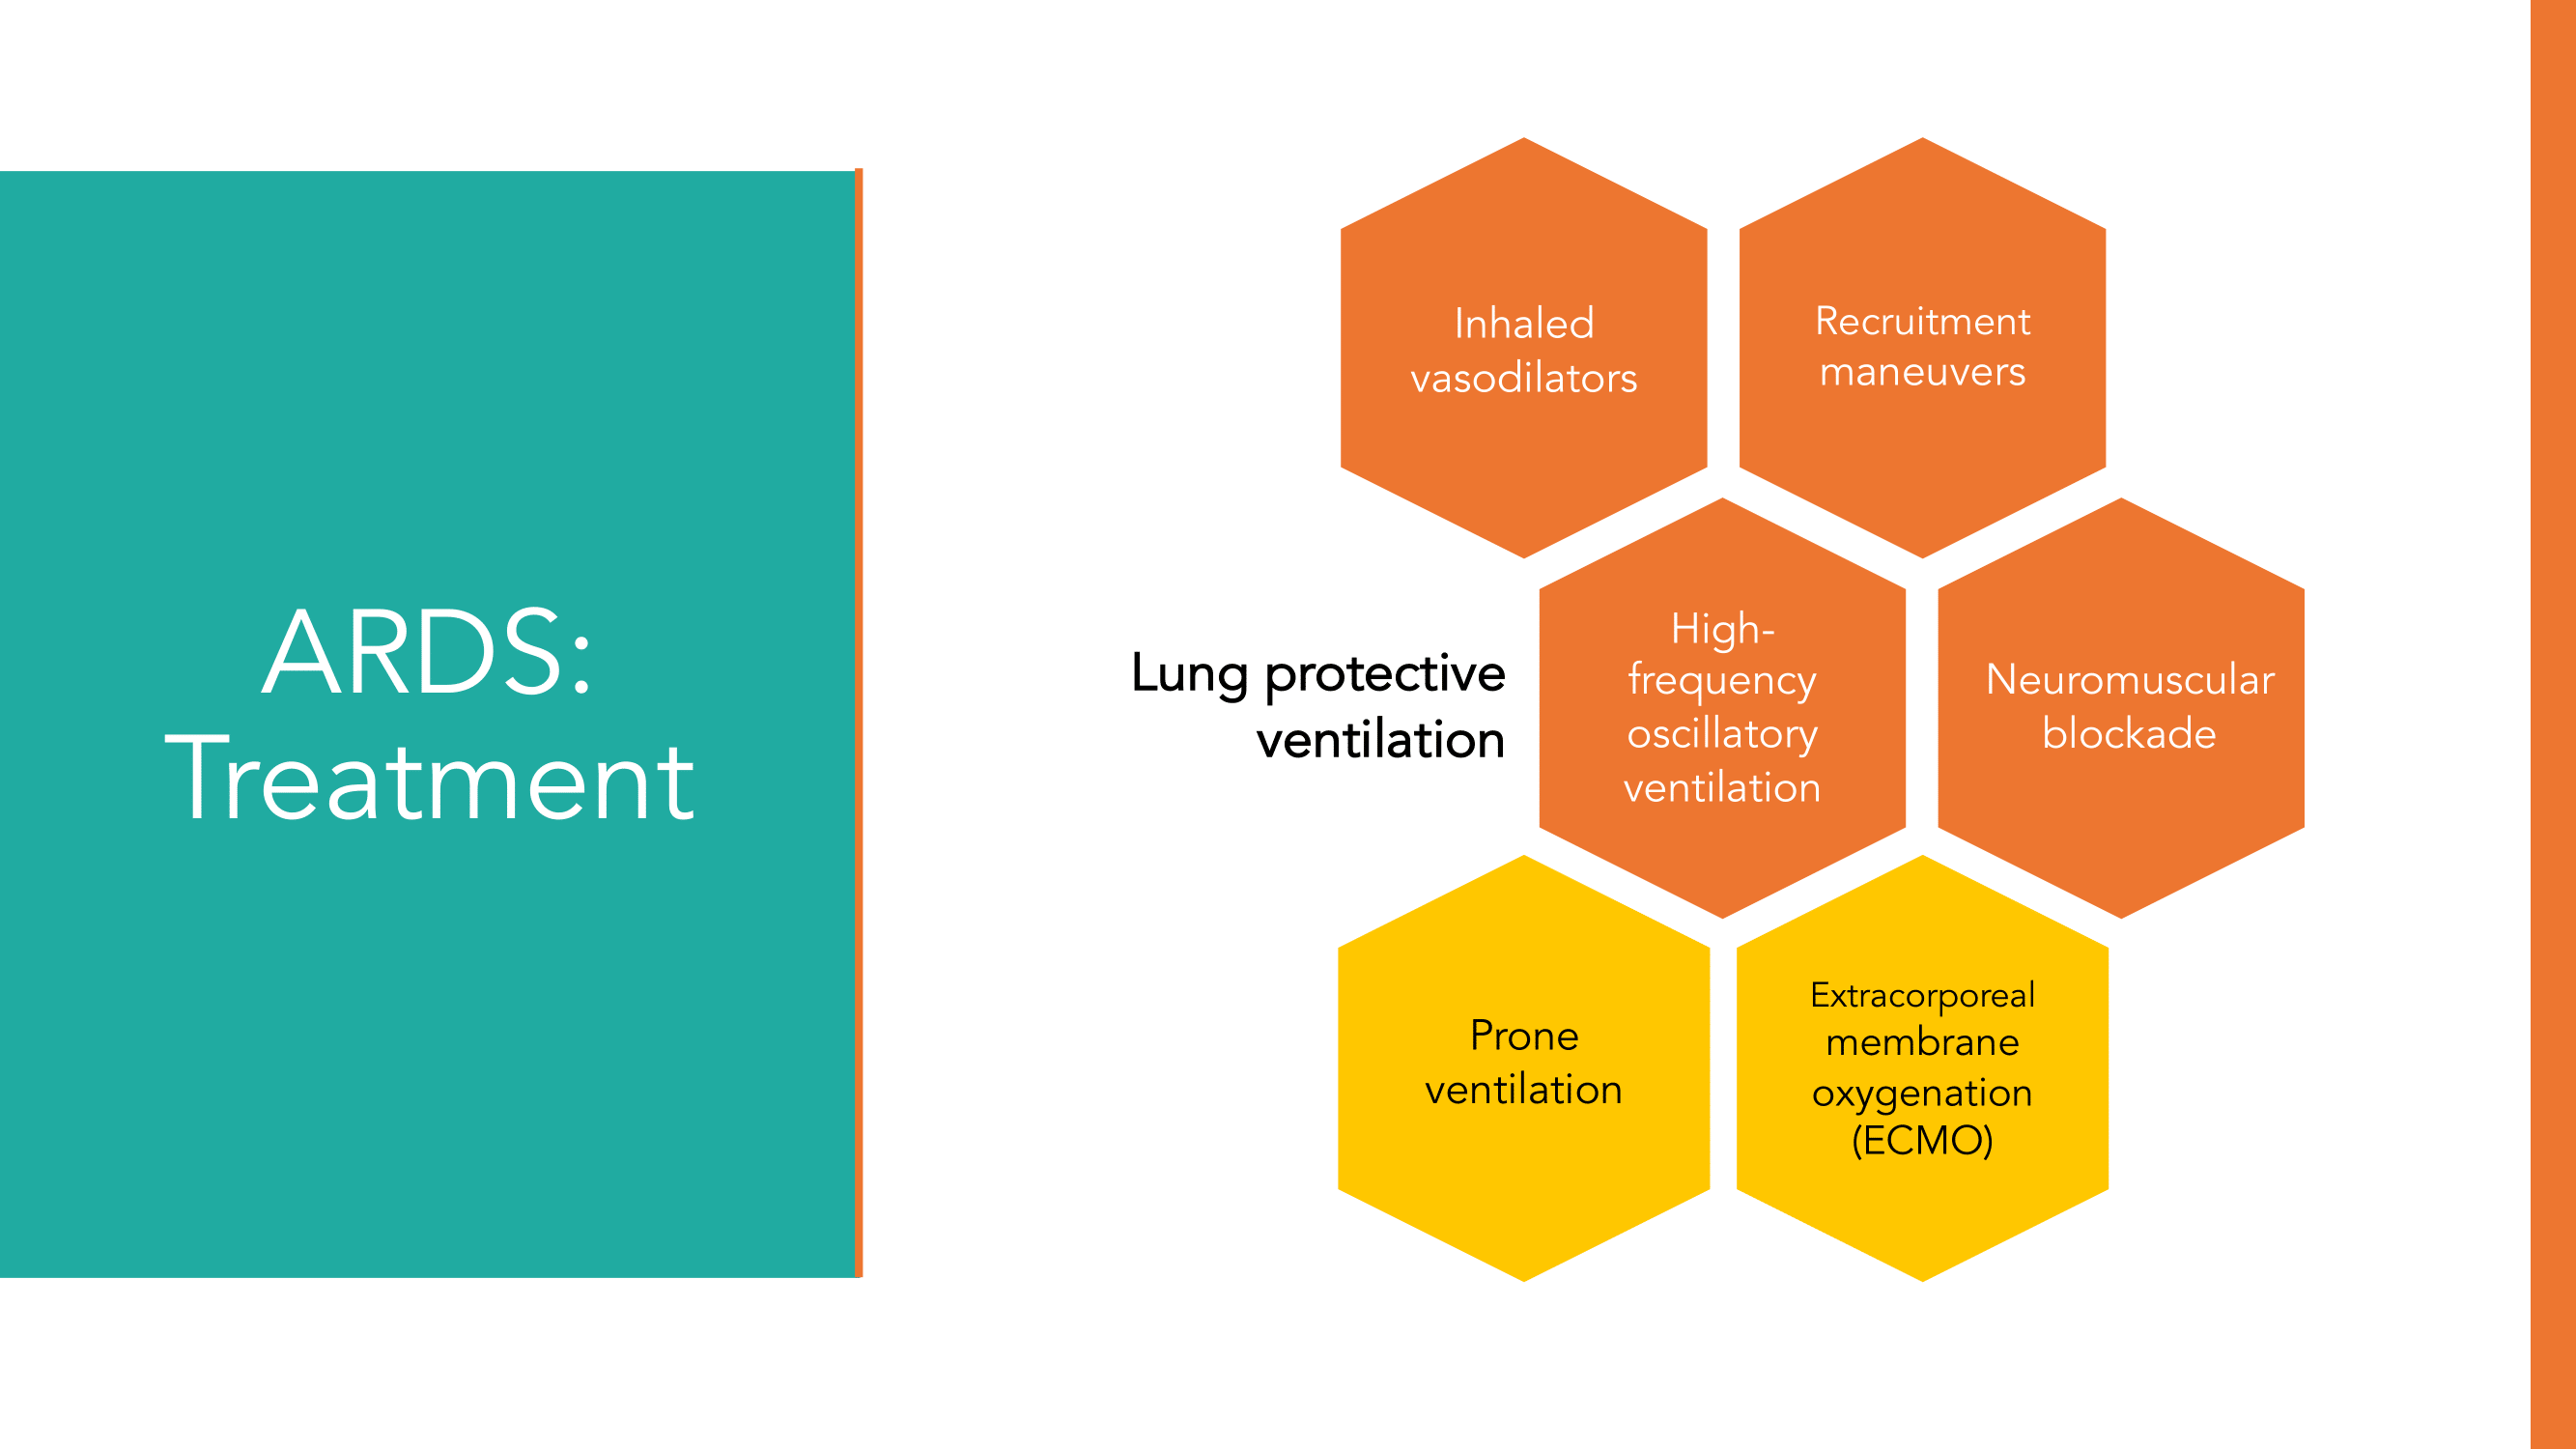 ARDS:
Treatment
Inhaled
vasodilators
Recruitment
maneuvers
Lung protective
ventilation
High-
frequency
oscillatory
ventilation
Neuromuscular
blockade
Prone
ventilation
Extracorporeal
membrane
oxygenation
(ECMO)